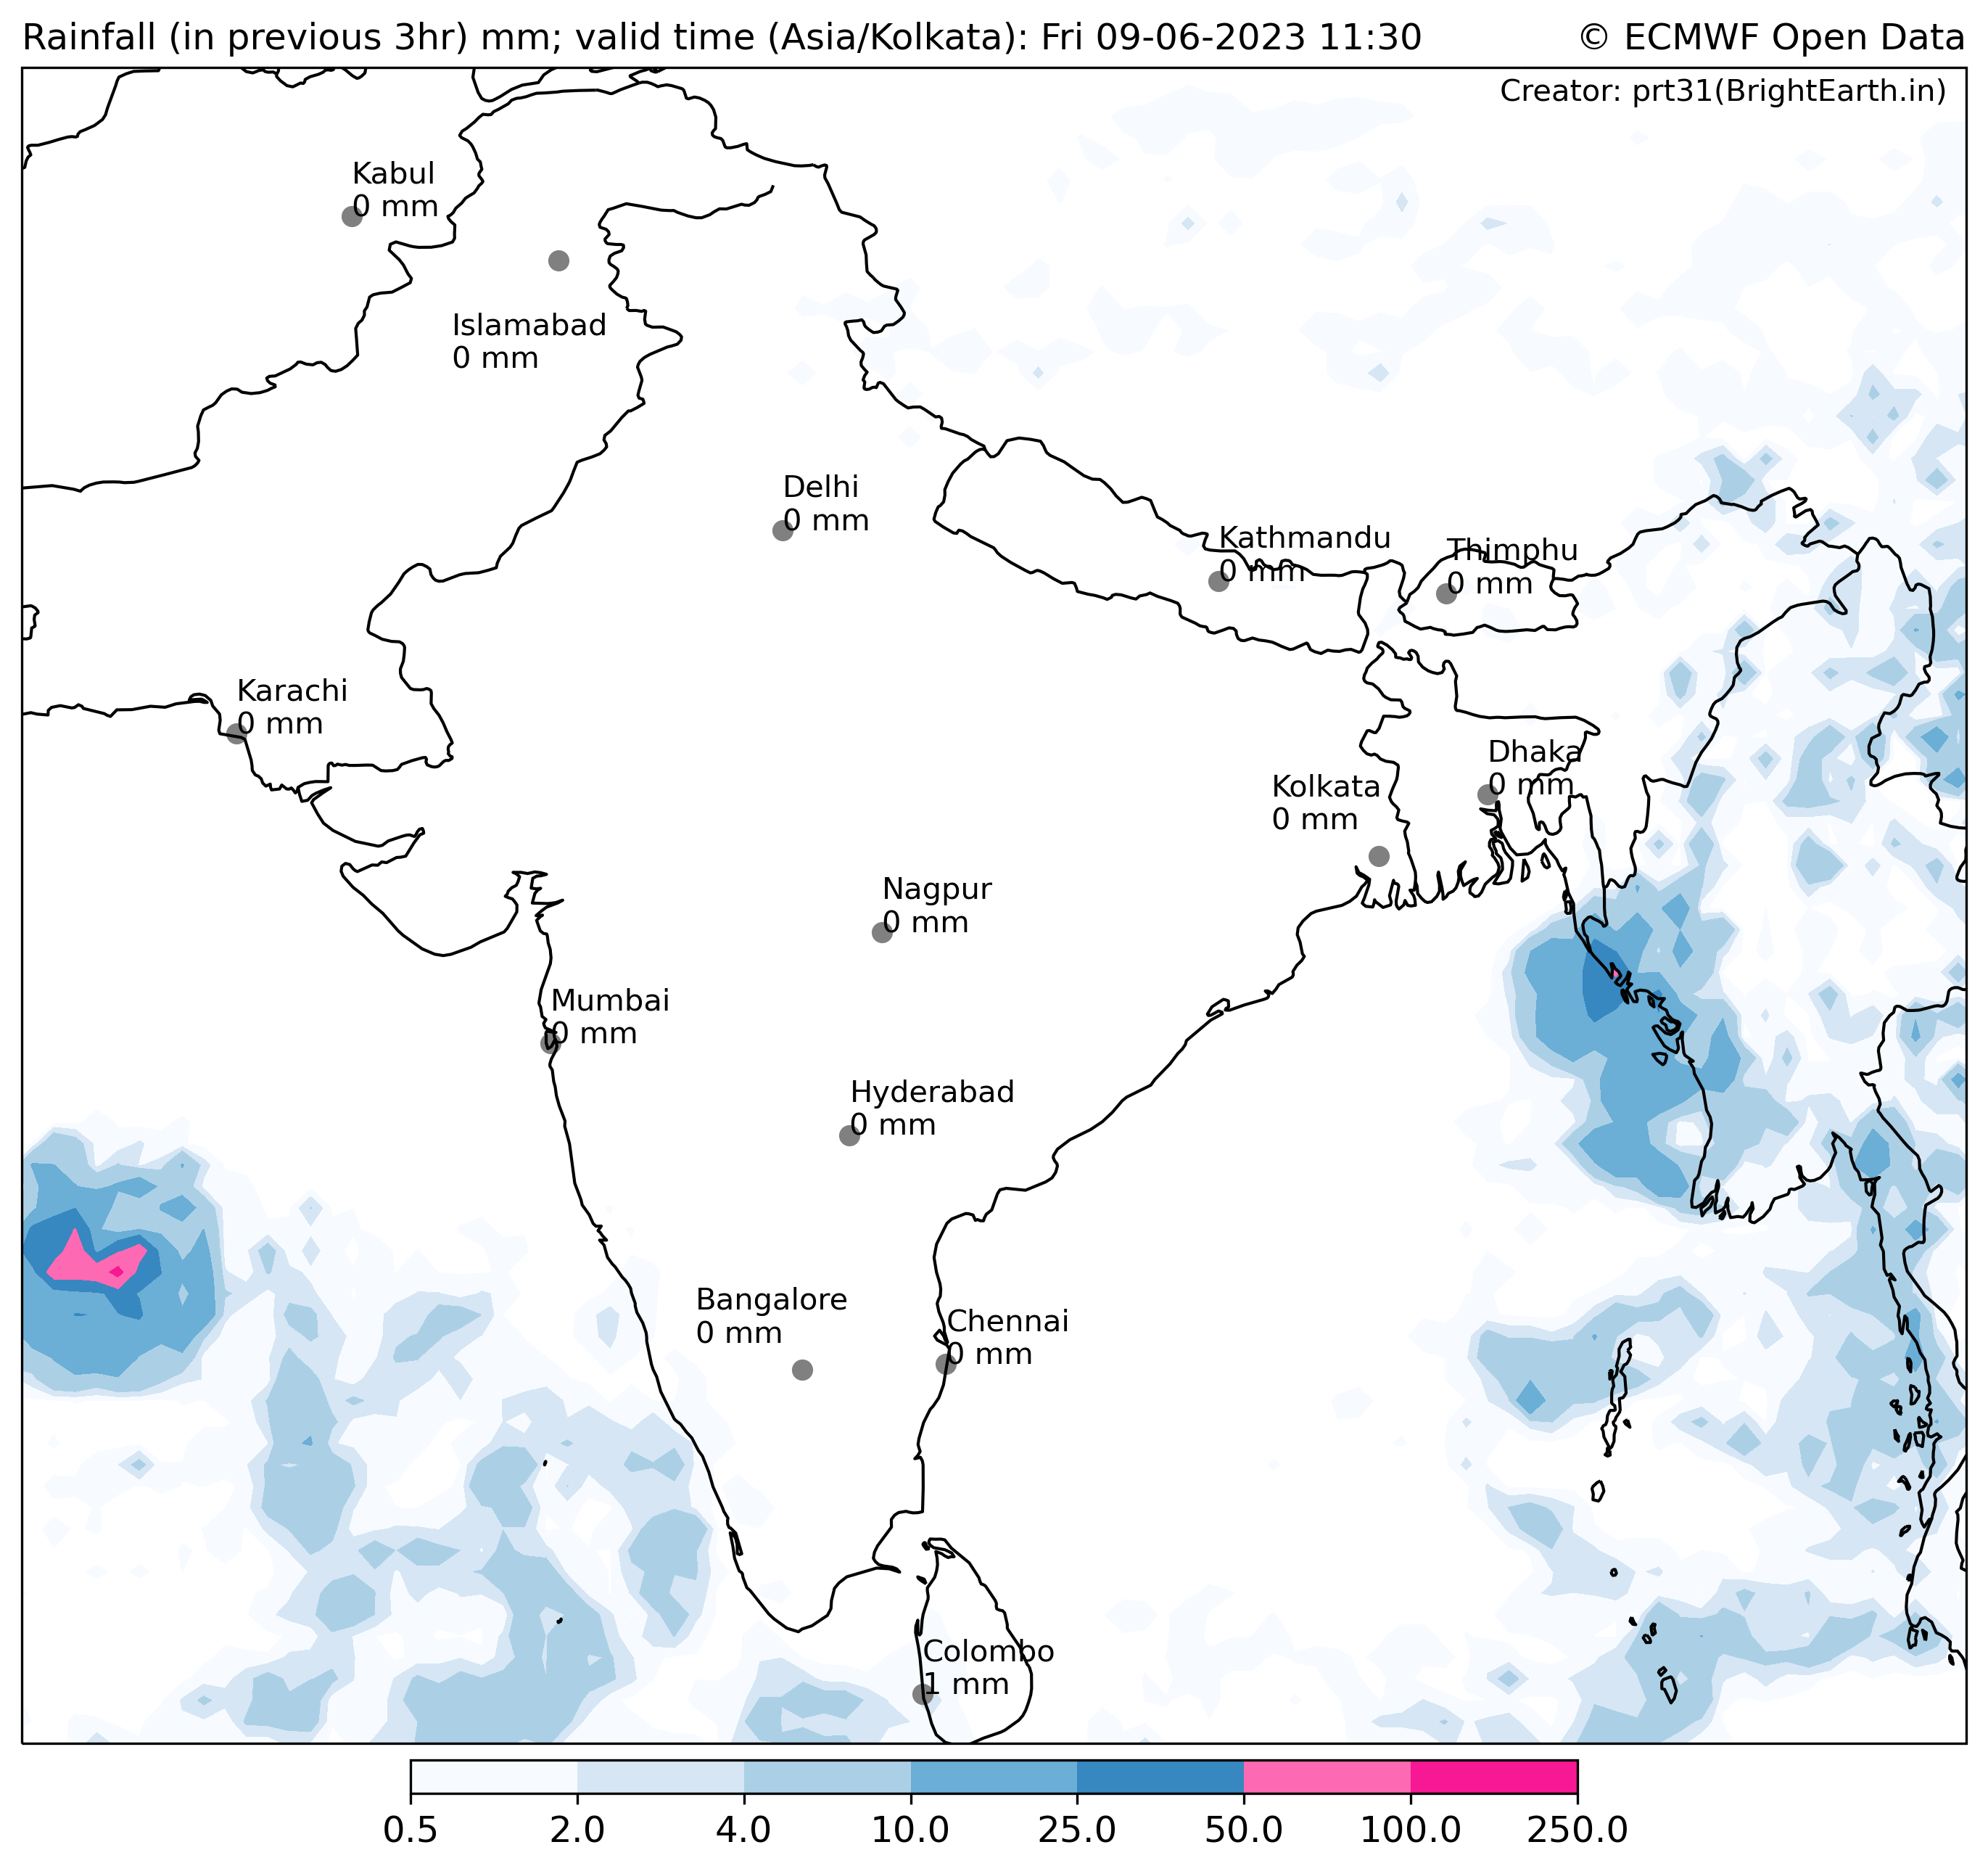 Rainfall (in previous 3hr) mm; valid time (Asia/Kolkata): Fri 09-06-2023 11:30
© ECMWF Open Data
Creator: prt31(BrightEarth.in)
Kabul
0 mm
Islamabad
0 mm
Delhi
0 mm
Kathmandu
0 mm
Thimphu
0 mm
Karachi
0 mm
Dhaka
0 mm
Kolkata
0 mm
Nagpur
0 mm
Mumbai
0 mm
Hyderabad
0 mm
Bangalore
0 mm
Chennai
0 mm
Colombo
1 mm
0.5 2.0 4.0 10.0 25.0 50.0 100.0 250.0